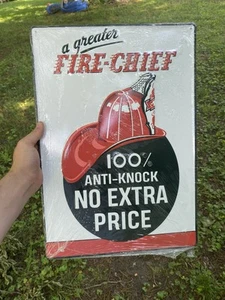 a greater
FIRE-CHIEF
100%
ANTI-KNOCK
NO EXTRA
PRICE